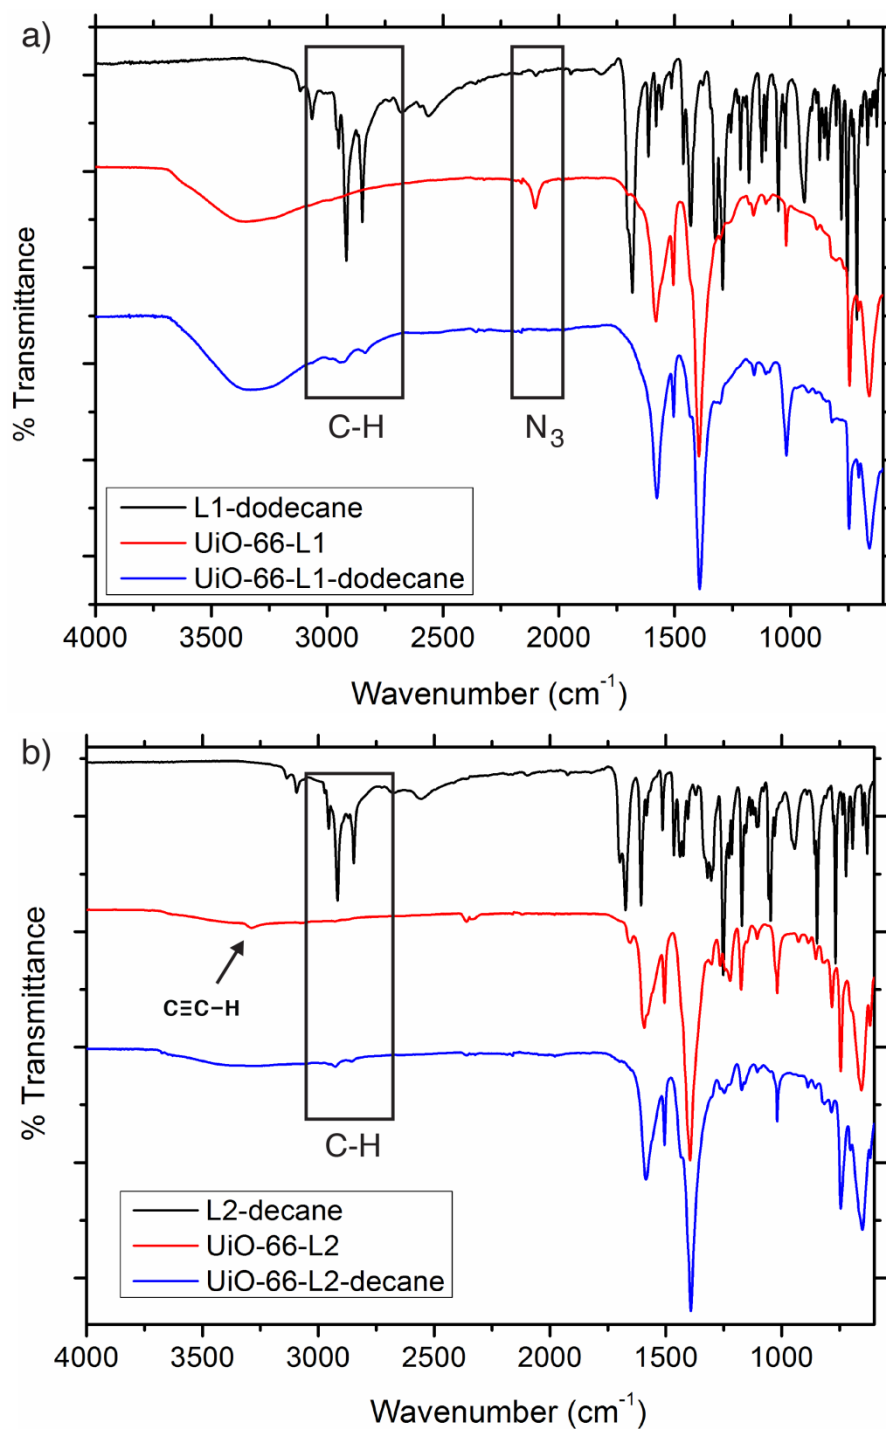 a)
% Transmittance
C-H
N3
L1-dodecane
UiO-66-L1
UiO-66-L1-dodecane
4000 3500 3000 2500 2000 1500 1000
Wavenumber (cm-1)
b)
% Transmittance
C≡C-H
C-H
L2-decane
UiO-66-L2
UiO-66-L2-decane
4000 3500 3000 2500 2000 1500 1000
Wavenumber (cm-1)